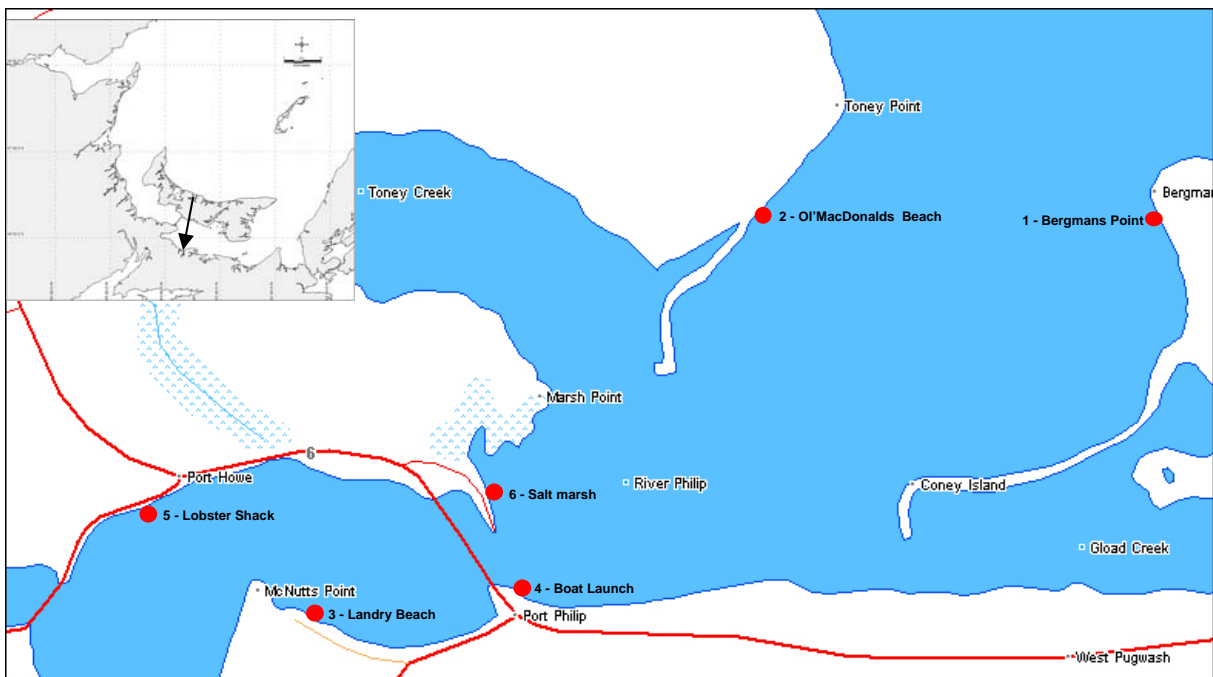 Toney Point
Toney Creek
Bergman
2 - Ol'MacDonalds Beach
1 - Bergmans Point
Marsh Point
6
Port Howe
River Philip
Coney Island
6 - Salt marsh
5 - Lobster Shack
Gload Creek
McNutts Point
4 - Boat Launch
3 - Landry Beach
Port Philip
West Pugwash